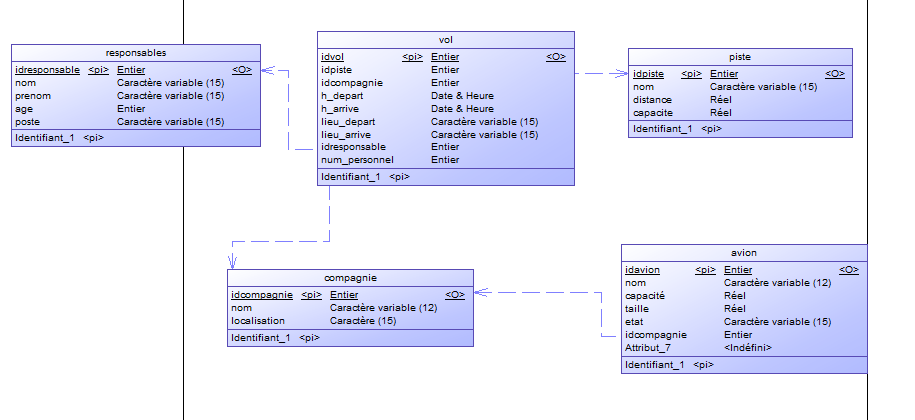 responsables
idresponsable <pi> Entier <O>
nom Caractère variable (15)
prenom Caractère variable (15)
age Entier
poste Caractère variable (15)
Identifiant_1 <pi>
vol
idvol <pi> Entier <O>
idpiste Entier
idcompagnie Entier
h_depart Date & Heure
h_arrive Date & Heure
lieu_depart Caractère variable (15)
lieu_arrive Caractère variable (15)
idresponsable Entier
num_personnel Entier
Identifiant_1 <pi>
piste
idpiste <pi> Entier <O>
nom Caractère variable (15)
distance Réel
capacite Réel
Identifiant_1 <pi>
compagnie
idcompagnie <pi> Entier <O>
nom Caractère variable (12)
localisation Caractère (15)
Identifiant_1 <pi>
avion
idavion <pi> Entier <O>
nom Caractère variable (12)
capacité Réel
taille Réel
etat Caractère variable (15)
idcompagnie Entier
Attribut_7 <Indéfini>
Identifiant_1 <pi>